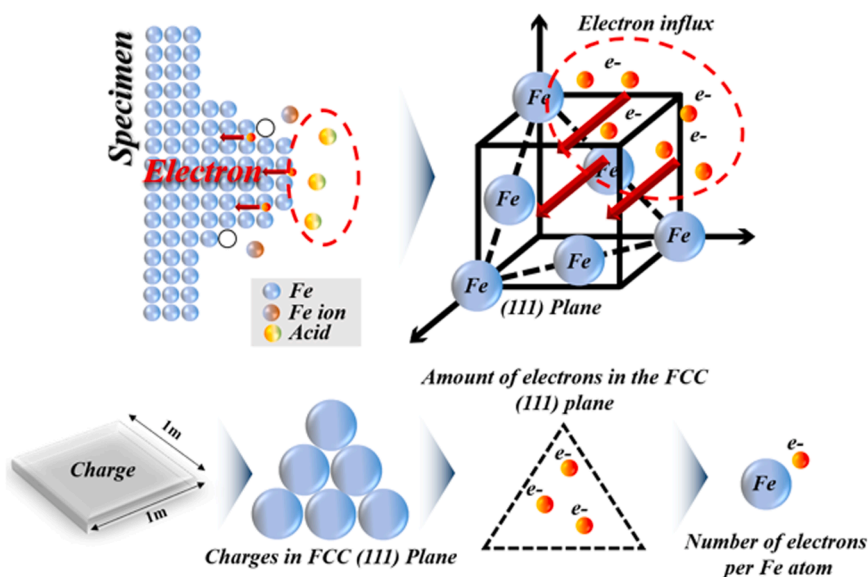 Specimen
Electron
Fe
Fe ion
Acid
Electron influx
e-
e-
e-
e-
Fe
Fe
Fe
Fe
Fe
Fe
(111) Plane
Amount of electrons in the FCC
(111) plane
Charge
1m
1m
Charges in FCC (111) Plane
e-
e-
e-
e-
Fe
Number of electrons
per Fe atom